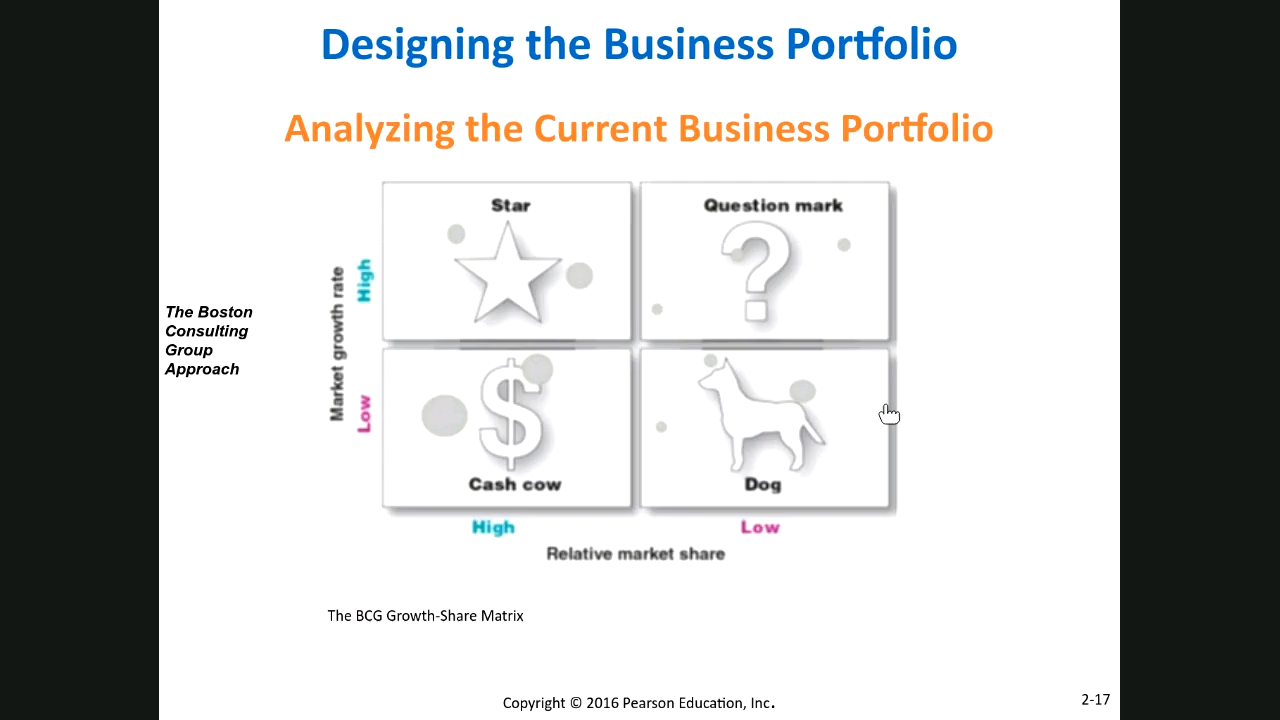 Designing the Business Portfolio
Analyzing the Current Business Portfolio
The Boston
Consulting
Group
Approach
Market growth rate
High
Low
Star
Question mark
Cash cow
Dog
High
Low
Relative market share
The BCG Growth-Share Matrix
Copyright © 2016 Pearson Education, Inc.
2-17